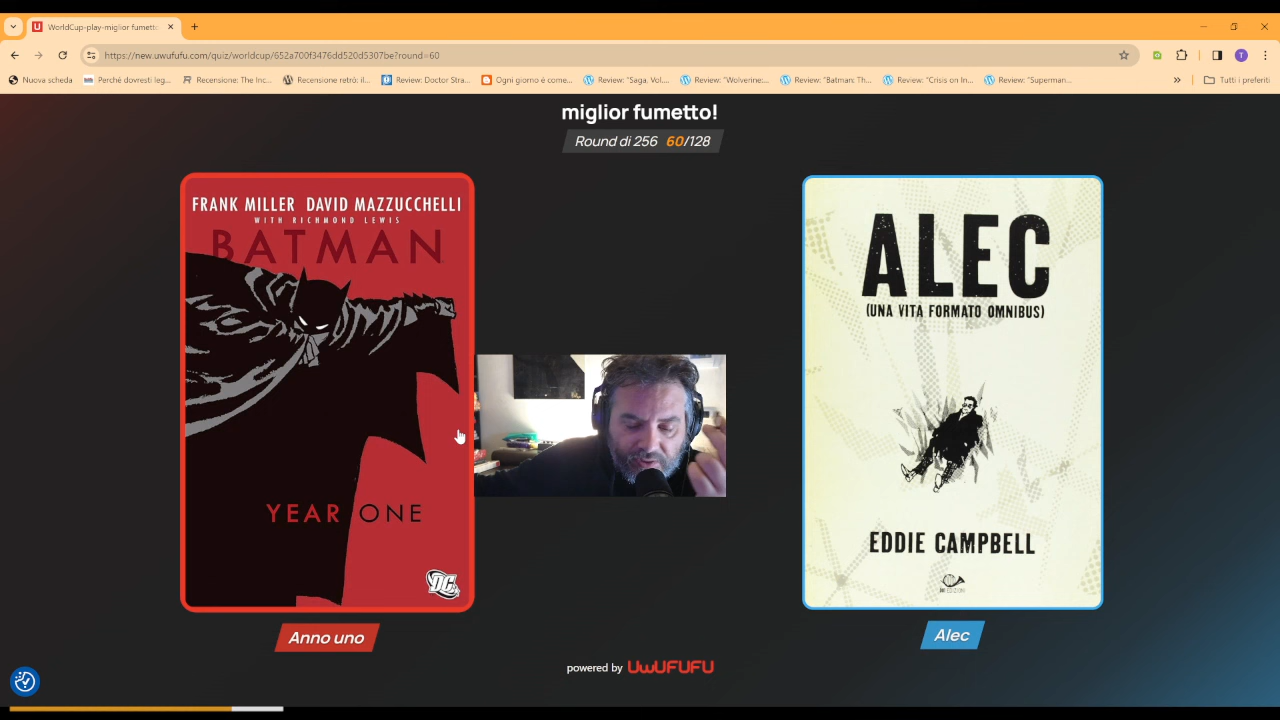 WorldCup-play-miglior fumetto:
https://new.uwufufu.com/quiz/worldcup/652a700f3476dd520d5307be?round=60
T
Nuova scheda
Perché dovresti leg...
Recensione: The Inc...
Recensione retrò: il...
Review: Doctor Stra...
Ogni giorno è come...
Review: "Saga, Vol....
Review: "Wolverine:...
Review: "Batman: Th...
Review: "Crisis on In...
Review: "Superman...
Tutti i preferiti
miglior fumetto!
Round di 256 60/128
FRANK MILLER DAVID MAZZUCCHELLI
WITH RICHMOND LEWIS
BATMAN
YEAR ONE
DC
Anno uno
ALEC
(UNA VITA FORMATO OMNIBUS)
EDDIE CAMPBELL
Alec
powered by UWUFUFU